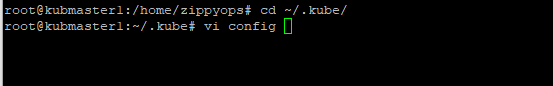 root@kubmaster1:/home/zippyops# cd ~/.kube/
root@kubmaster1:~/.kube# vi config